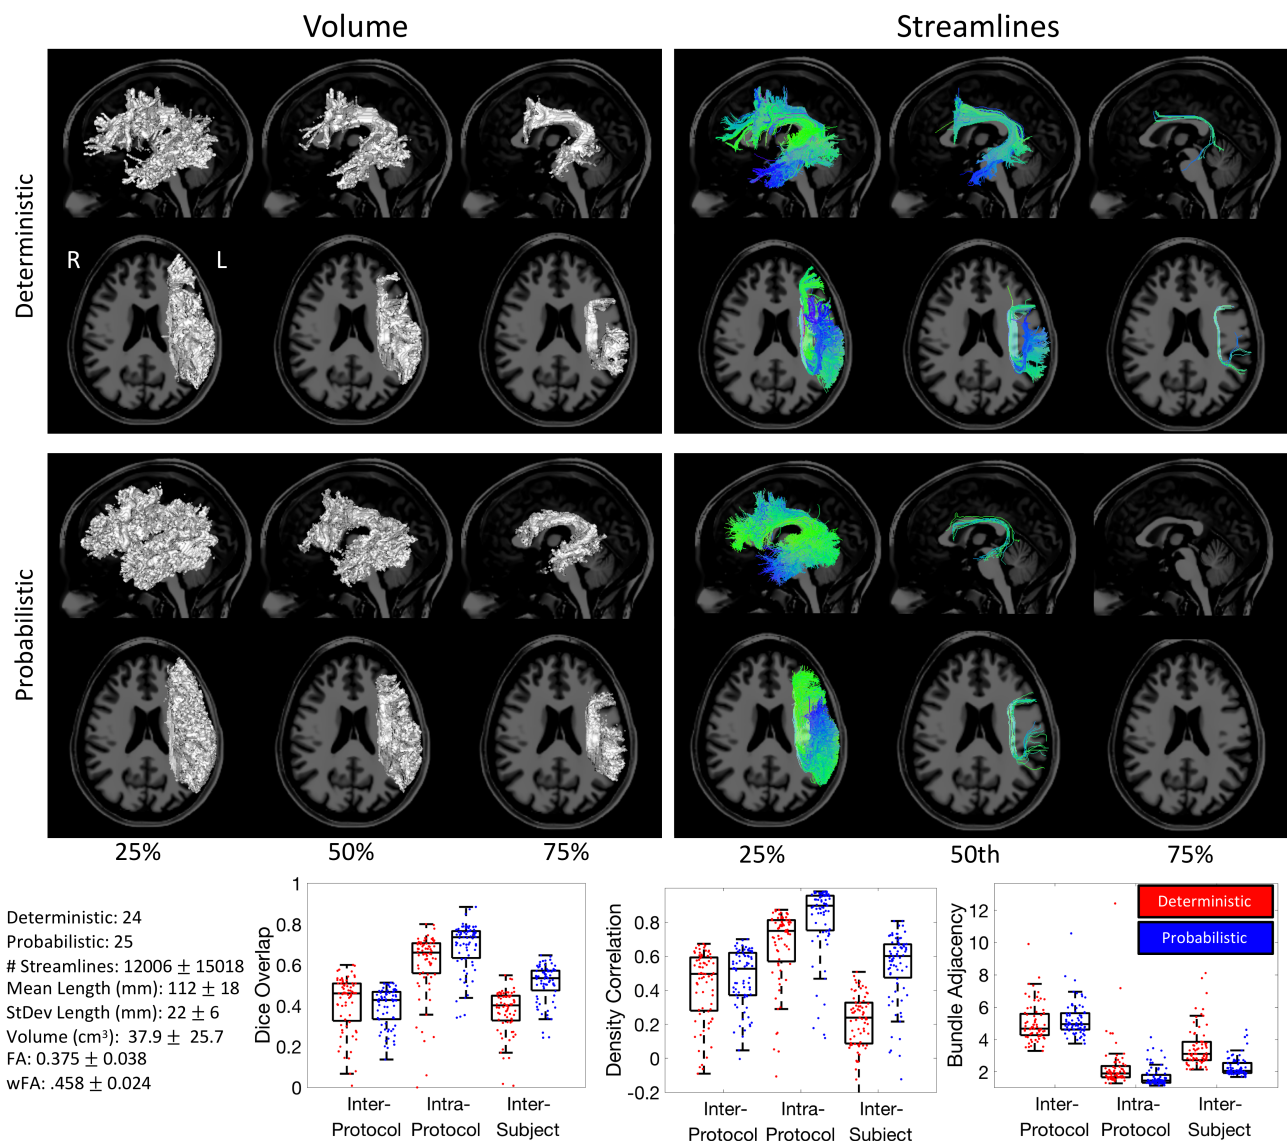 Volume
Streamlines
Deterministic
R
L
Probabilistic
25%
50%
75%
25%
50th
75%
Deterministic: 24
Probabilistic: 25
# Streamlines: 12006 ± 15018
Mean Length (mm): 112 ± 18
StDev Length (mm): 22 ± 6
Volume (cm³): 37.9 ± 25.7
FA: 0.375 ± 0.038
wFA: .458 ± 0.024
Dice Overlap
1
0.8
0.6
0.4
0.2
0
Inter-
Protocol
Intra-
Protocol
Inter-
Subject
Density Correlation
0.8
0.6
0.4
0.2
0
-0.2
Inter-
Protocol
Intra-
Protocol
Inter-
Subject
Bundle Adjacency
12
10
8
6
4
2
Deterministic
Probabilistic
Inter-
Protocol
Intra-
Protocol
Inter-
Subject